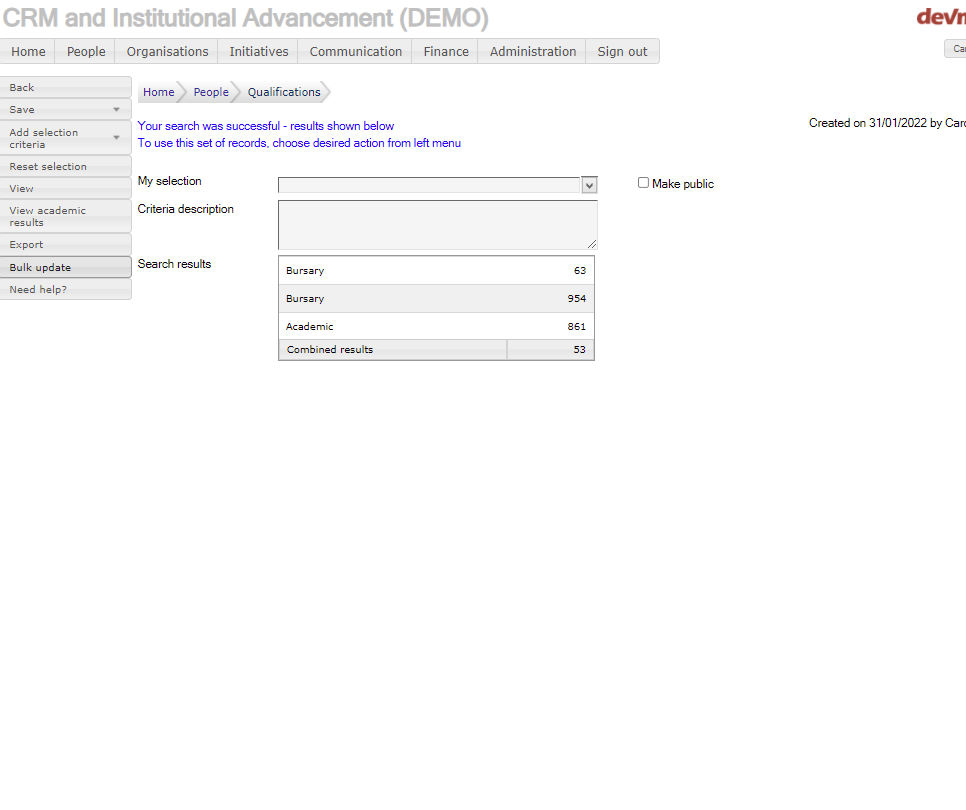 CRM and Institutional Advancement (DEMO)
Home People Organisations Initiatives Communication Finance Administration Sign out
Back
Save
Add selection
criteria
Reset selection
View
View academic
results
Export
Bulk update
Need help?
Home People Qualifications
Your search was successful - results shown below
To use this set of records, choose desired action from left menu
Created on 31/01/2022 by
My selection
Make public
Criteria description
Search results
Bursary 63
Bursary 954
Academic 861
Combined results 53